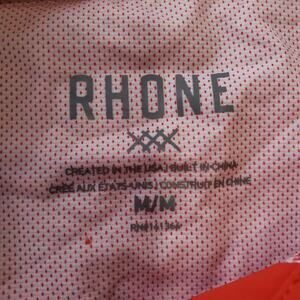 RHONE
CREATED IN THE USA | BUILT IN CHINA
CRÉÉ AUX ÉTATS-UNIS | CONSTRUIT EN CHINE
M/M